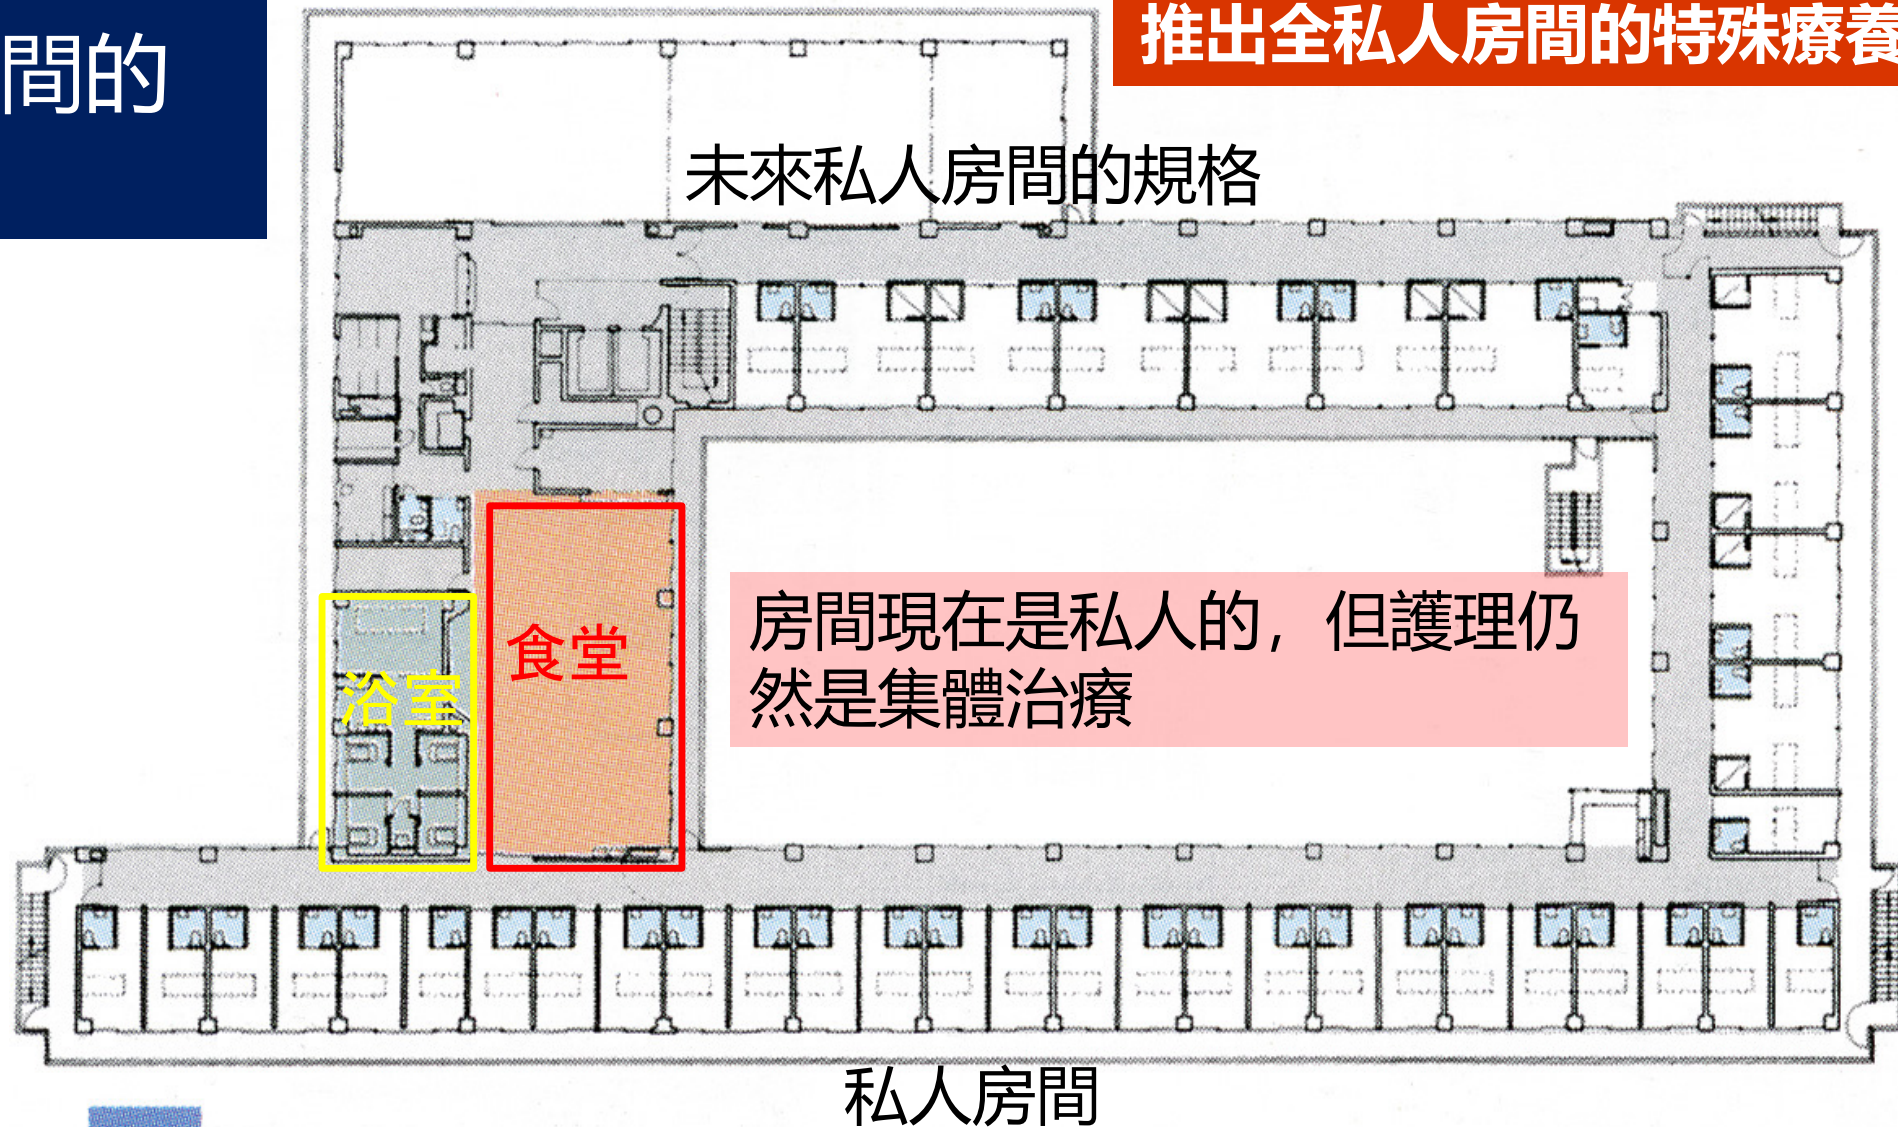 間的
推出全私人房間的特殊療養
未來私人房間的規格
房間現在是私人的，但護理仍
然是集體治療
食堂
浴室
私人房間